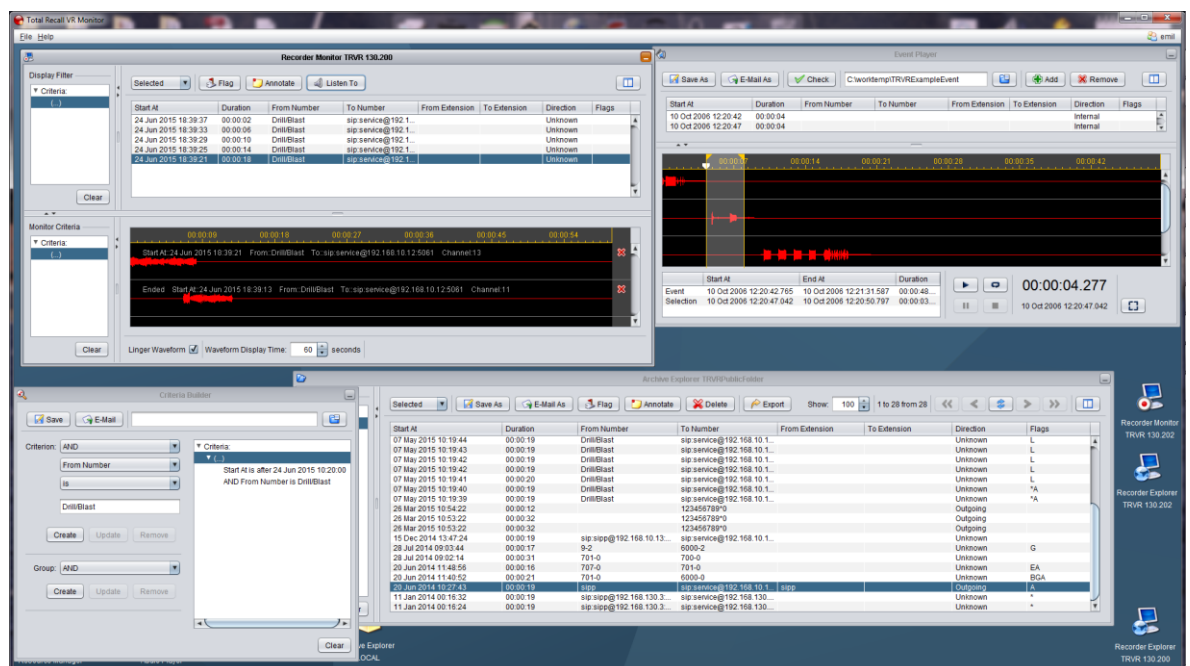 Total Recall VR Monitor
File Help
emil
Recorder Monitor TRVR 130.200
Display Filter
Criteria:
(...)
Clear
Selected Flag Annotate Listen To
Start At Duration From Number To Number From Extension To Extension Direction Flags
24 Jun 2015 18:39:37 00:00:02 Drill/Blast sip:service@192.1... Unknown
24 Jun 2015 18:39:33 00:00:06 Drill/Blast sip:service@192.1... Unknown
24 Jun 2015 18:39:29 00:00:10 Drill/Blast sip:service@192.1... Unknown
24 Jun 2015 18:39:25 00:00:14 Drill/Blast sip:service@192.1... Unknown
24 Jun 2015 18:39:21 00:00:18 Drill/Blast sip:service@192.1... Unknown
Monitor Criteria
Criteria:
(...)
Clear
00:00:09 00:00:18 00:00:27 00:00:36 00:00:45 00:00:54
Start At: 24 Jun 2015 18:39:21 From: Drill/Blast To: sip:service@192.168.10.12:5061 Channel:13
Ended Start At: 24 Jun 2015 18:39:13 From: Drill/Blast To: sip:service@192.168.10.12:5061 Channel:11
Linger Waveform Waveform Display Time: 60 seconds
Event Player
Save As E-Mail As Check C:\worktemp\TRVRExampleEvent Add Remove
Start At Duration From Number To Number From Extension To Extension Direction Flags
10 Oct 2006 12:20:42 00:00:04 Internal
10 Oct 2006 12:20:47 00:00:04 Internal
00:00:07 00:00:14 00:00:21 00:00:28 00:00:35 00:00:42
Start At End At Duration
Event 10 Oct 2006 12:20:42.765 10 Oct 2006 12:21:31.587 00:00:48...
Selection 10 Oct 2006 12:20:47.042 10 Oct 2006 12:20:50.797 00:00:03...
00:00:04.277
10 Oct 2006 12:20:47.042
Criteria Builder
Save E-Mail
Criterion: AND
From Number
is
Drill/Blast
Create Update Remove
Group: AND
Create Update Remove
Criteria:
(...)
Start At is after 24 Jun 2015 10:20:00
AND From Number is Drill/Blast
Clear
Archive Explorer TRVRPublicFolder
Selected Save As E-Mail As Flag Annotate Delete Export Show: 100 1 to 28 from 28
Start At Duration From Number To Number From Extension To Extension Direction Flags
07 May 2015 10:19:44 00:00:19 Drill/Blast sip:service@192.168.10.1... Unknown L
07 May 2015 10:19:43 00:00:19 Drill/Blast sip:service@192.168.10.1... Unknown L
07 May 2015 10:19:42 00:00:19 Drill/Blast sip:service@192.168.10.1... Unknown L
07 May 2015 10:19:42 00:00:19 Drill/Blast sip:service@192.168.10.1... Unknown L
07 May 2015 10:19:41 00:00:20 Drill/Blast sip:service@192.168.10.1... Unknown L
07 May 2015 10:19:40 00:00:19 Drill/Blast sip:service@192.168.10.1... Unknown *A
07 May 2015 10:19:39 00:00:19 Drill/Blast sip:service@192.168.10.1... Unknown *A
26 Mar 2015 10:54:22 00:00:12 123456789*0 Outgoing
26 Mar 2015 10:53:22 00:00:32 123456789*0 Outgoing
26 Mar 2015 10:53:22 00:00:32 123456789*0 Outgoing
15 Dec 2014 13:47:24 00:00:19 sip:sipp@192.168.10.13:... sip:service@192.168.10.1... Unknown
28 Jul 2014 09:03:44 00:00:17 9-2 6000-2 Unknown G
28 Jul 2014 09:02:14 00:00:31 701-0 700-0 Unknown
20 Jun 2014 11:48:56 00:00:16 707-0 701-0 Unknown EA
20 Jun 2014 11:40:52 00:00:21 701-0 6000-0 Unknown BGA
20 Jun 2014 10:27:43 00:00:19 sipp sip:service@192.168.10.1... sipp Outgoing A
11 Jan 2014 00:16:32 00:00:19 sip:sipp@192.168.130.3:... sip:service@192.168.130... Unknown *
11 Jan 2014 00:16:24 00:00:19 sip:sipp@192.168.130.3:... sip:service@192.168.130... Unknown *
Recorder Monitor
TRVR 130.202
Recorder Explorer
TRVR 130.202
Recorder Explorer
TRVR 130.200
Explorer